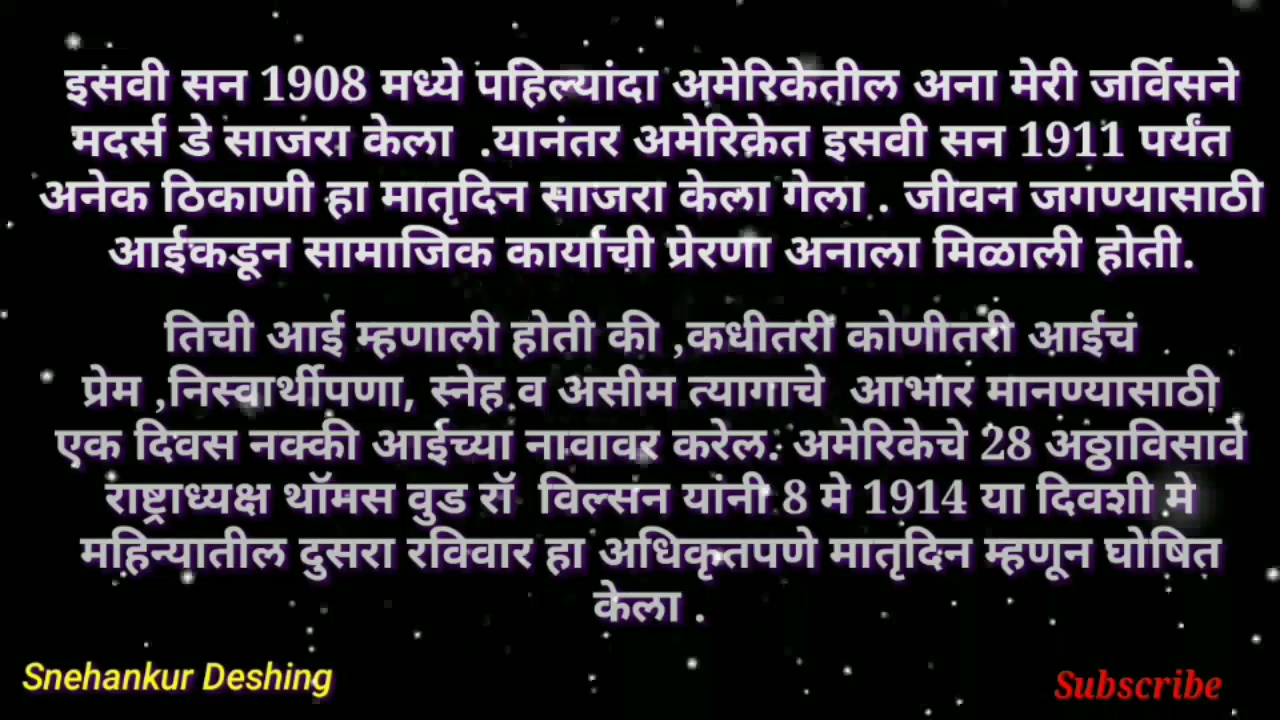 इसवी सन 1908 मध्ये पहिल्यांदा अमेरिकेतील अना मेरी जर्विसने
मदर्स डे साजरा केला .यानंतर अमेरिकेत इसवी सन 1911 पर्यंत
अनेक ठिकाणी हा मातृदिन साजरा केला गेला . जीवन जगण्यासाठी
आईकडून सामाजिक कार्याची प्रेरणा अनाला मिळाली होती.
तिची आई म्हणाली होती की ,कधीतरी कोणीतरी आईचं
प्रेम ,निस्वार्थीपणा, स्नेह व असीम त्यागाचे आभार मानण्यासाठी
एक दिवस नक्की आईच्या नावावर करेल. अमेरिकेचे 28 अठ्ठाविसावे
राष्ट्राध्यक्ष थॉमस वुड रॉ विल्सन यांनी 8 मे 1914 या दिवशी मे
महिन्यातील दुसरा रविवार हा अधिकृतपणे मातृदिन म्हणून घोषित
केला .
Snehankur Deshing
Subscribe